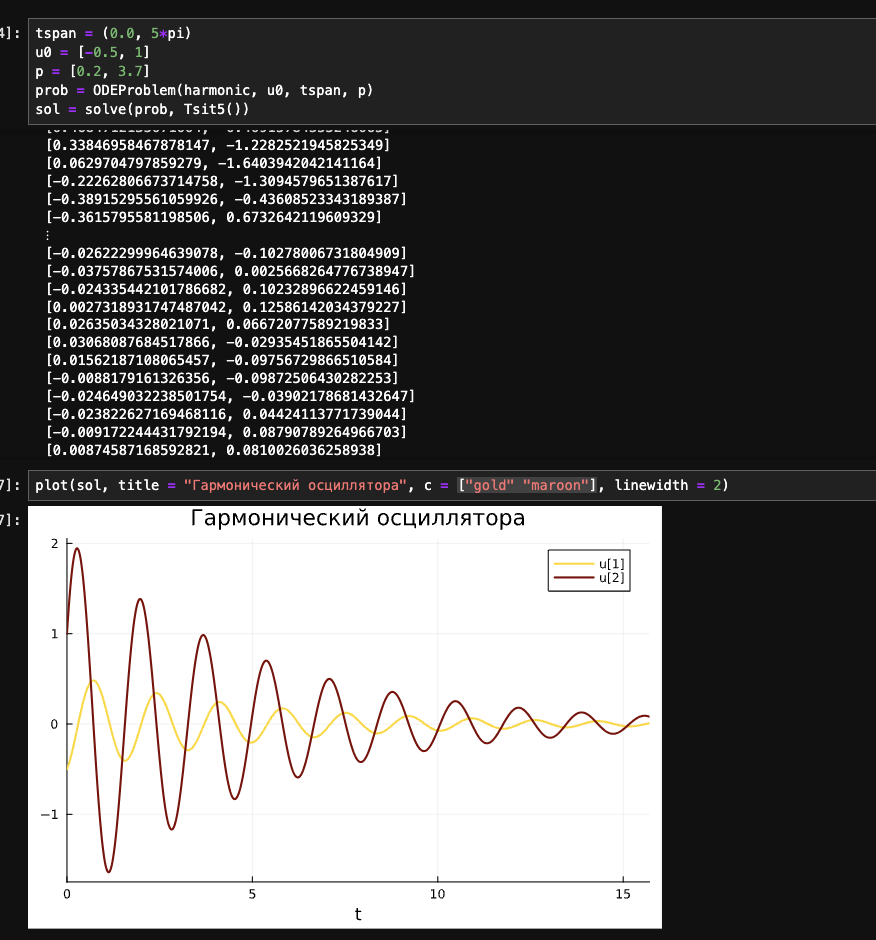 4]:
tspan = (0.0, 5*pi)
u0 = [-0.5, 1]
p = [0.2, 3.7]
prob = ODEProblem(harmonic, u0, tspan, p)
sol = solve(prob, Tsit5())
[0.33846958467878147, -1.2282521945825349]
[0.0629704797859279, -1.6403942042141164]
[-0.22262806673714758, -1.3094579651387617]
[-0.38915295561059926, -0.43608523343189387]
[-0.3615795581198506, 0.6732642119609329]
⋮
[-0.02622299964639078, -0.10278006731804909]
[-0.03757867531574006, 0.0025668264776738947]
[-0.024335442101786682, 0.10232896622459146]
[0.0027318931747487042, 0.12586142034379227]
[0.02635034328021071, 0.06672077589219833]
[0.03068087684517866, -0.02935451865504142]
[0.01562187108065457, -0.09756729866510584]
[-0.0088179161326356, -0.09872506430282253]
[-0.024649032238501754, -0.03902178681432647]
[-0.023822627169468116, 0.04424113771739044]
[-0.009172244431792194, 0.08790789264966703]
[0.00874587168592821, 0.0810026036258938]
7]:
plot(sol, title = "Гармонический осциллятора", c = ["gold" "maroon"], linewidth = 2)
7]:
Гармонический осциллятора
u[1]
u[2]
2
1
0
−1
0 5 10 15
t